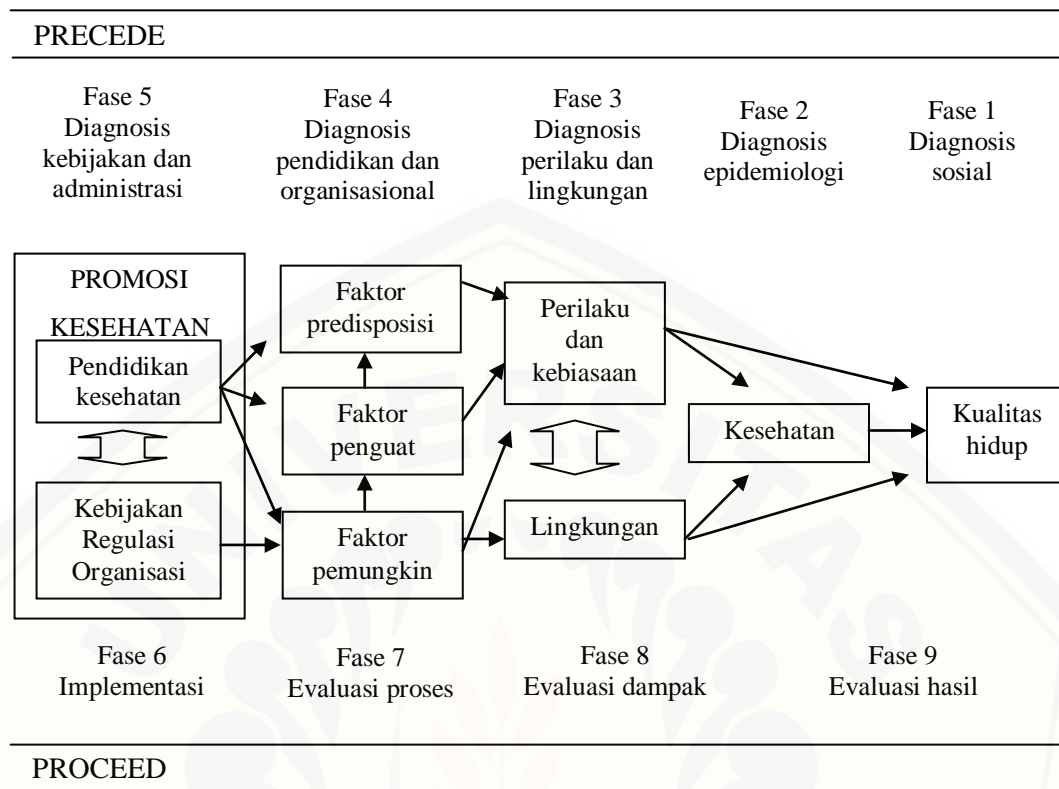 PRECEDE
Fase 5
Diagnosis
kebijakan dan
administrasi
Fase 4
Diagnosis
pendidikan dan
organisasional
Fase 3
Diagnosis
perilaku dan
lingkungan
Fase 2
Diagnosis
epidemiologi
Fase 1
Diagnosis
sosial
PROMOSI
KESEHATAN
Pendidikan
kesehatan
Kebijakan
Regulasi
Organisasi
Faktor
predisposisi
Faktor
penguat
Faktor
pemungkin
Perilaku
dan
kebiasaan
Lingkungan
Kesehatan
Kualitas
hidup
Fase 6
Implementasi
Fase 7
Evaluasi proses
Fase 8
Evaluasi dampak
Fase 9
Evaluasi hasil
PROCEED
UNIVERSITAS